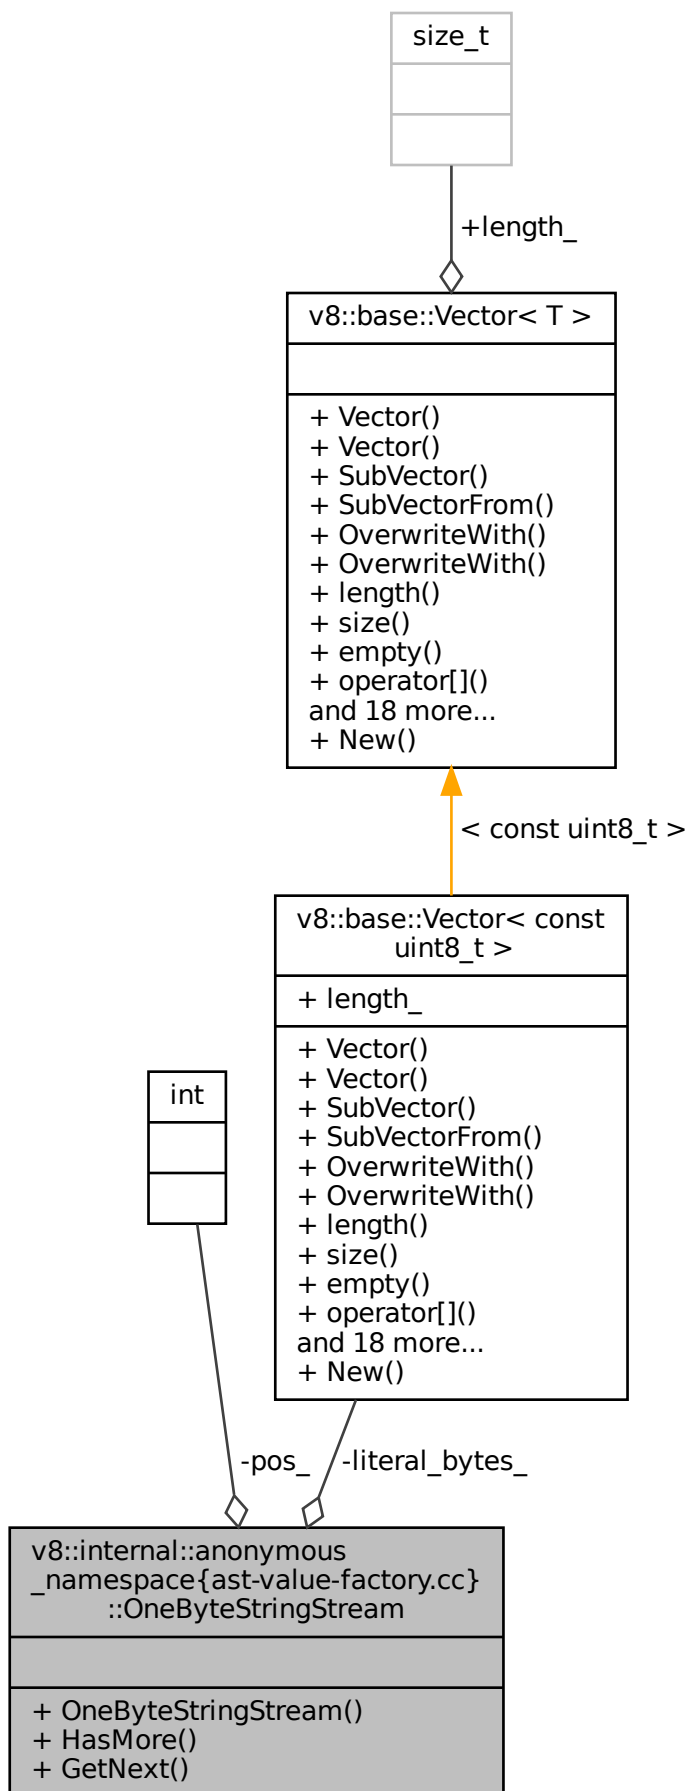 size_t
+length_
v8::base::Vector< T >
+ Vector()
+ Vector()
+ SubVector()
+ SubVectorFrom()
+ OverwriteWith()
+ OverwriteWith()
+ length()
+ size()
+ empty()
+ operator[]()
and 18 more...
+ New()
< const uint8_t >
v8::base::Vector< const
uint8_t >
+ length_
+ Vector()
+ Vector()
+ SubVector()
+ SubVectorFrom()
+ OverwriteWith()
+ OverwriteWith()
+ length()
+ size()
+ empty()
+ operator[]()
and 18 more...
+ New()
int
-pos_
-literal_bytes_
v8::internal::anonymous
_namespace{ast-value-factory.cc}
::OneByteStringStream
+ OneByteStringStream()
+ HasMore()
+ GetNext()